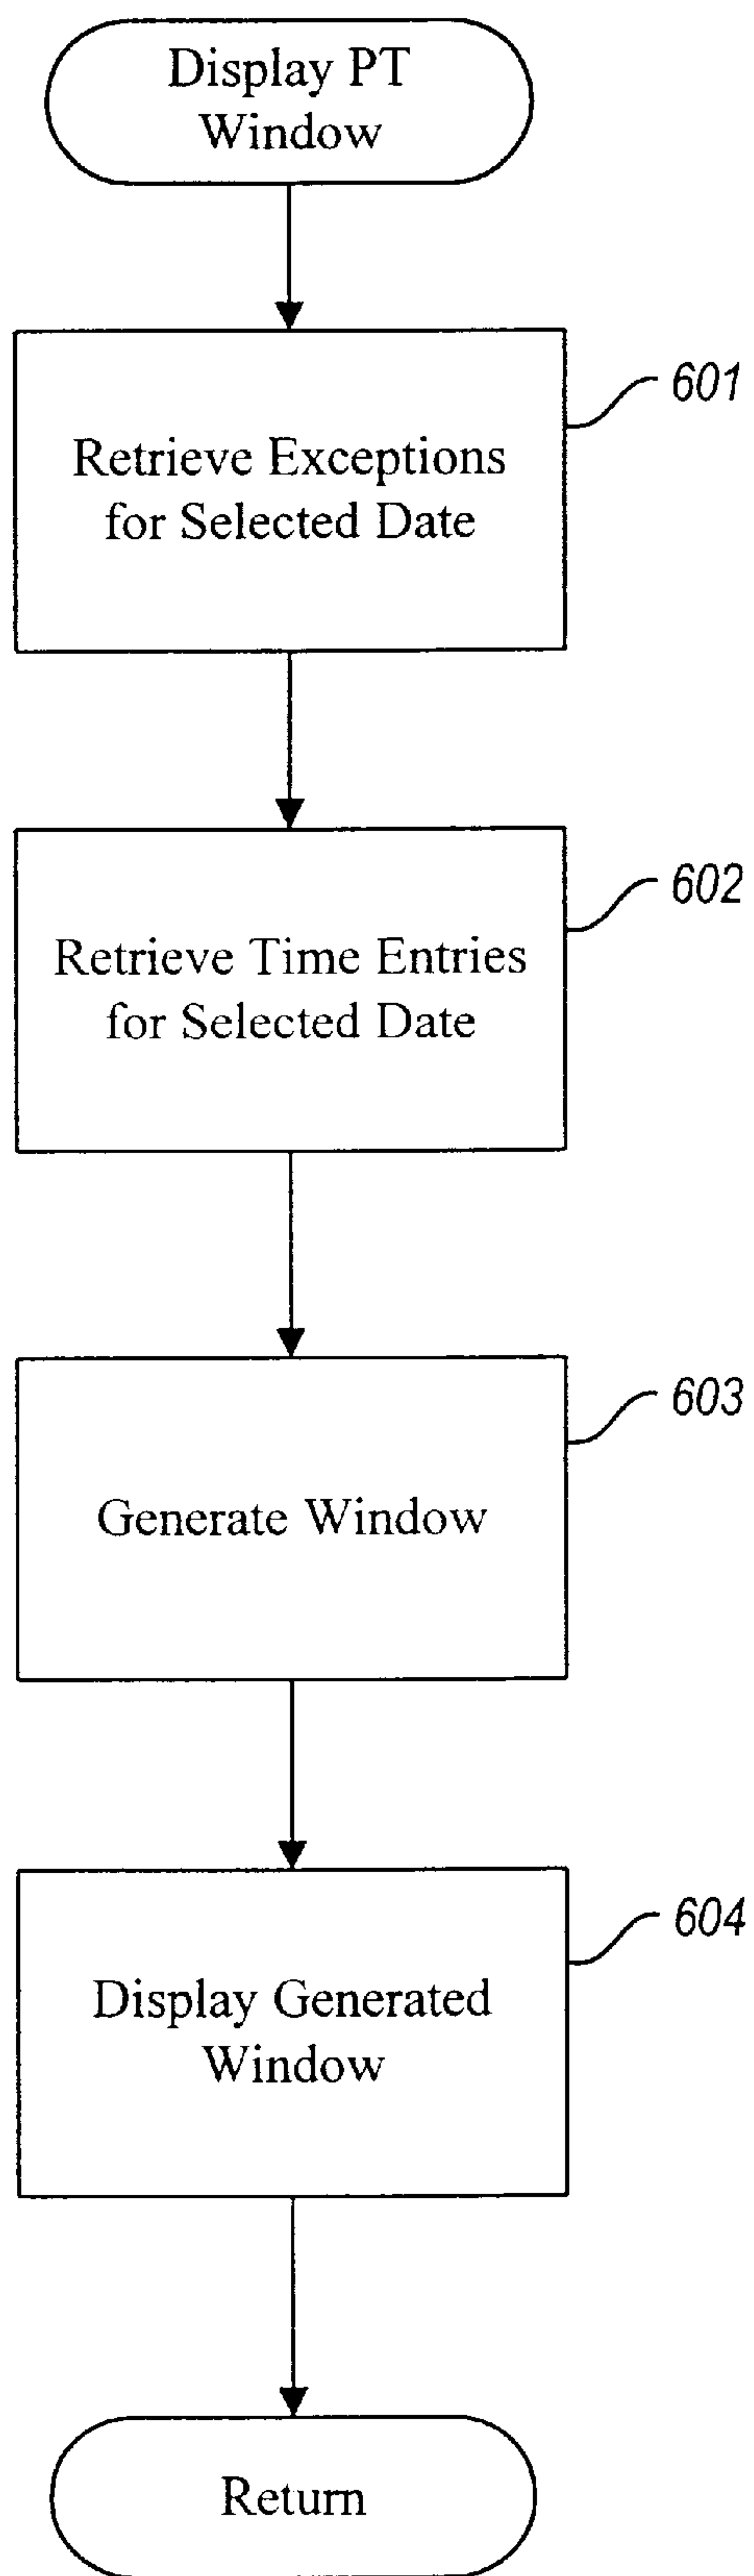 Display PT
Window
601
Retrieve Exceptions
for Selected Date
602
Retrieve Time Entries
for Selected Date
603
Generate Window
604
Display Generated
Window
Return